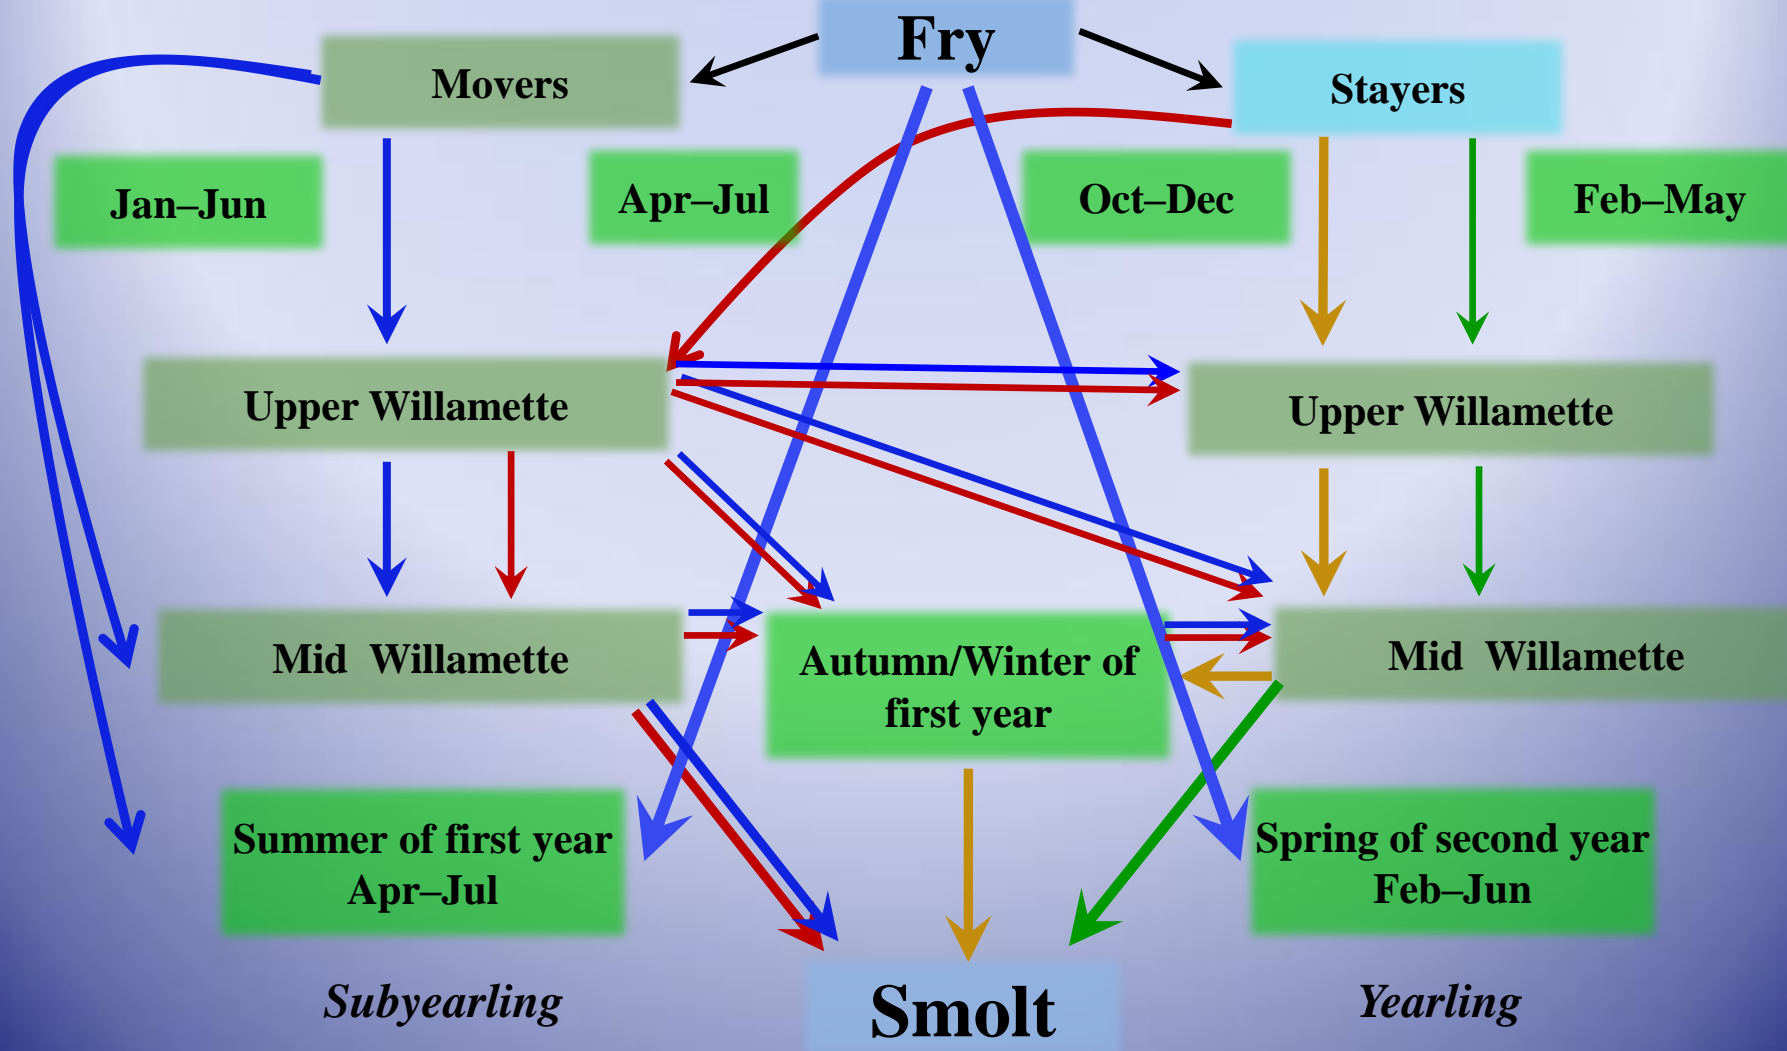 Fry
Movers
Stayers
Jan–Jun
Apr–Jul
Oct–Dec
Feb–May
Upper Willamette
Upper Willamette
Mid Willamette
Autumn/Winter of
first year
Mid Willamette
Summer of first year
Apr–Jul
Spring of second year
Feb–Jun
Subyearling
Smolt
Yearling